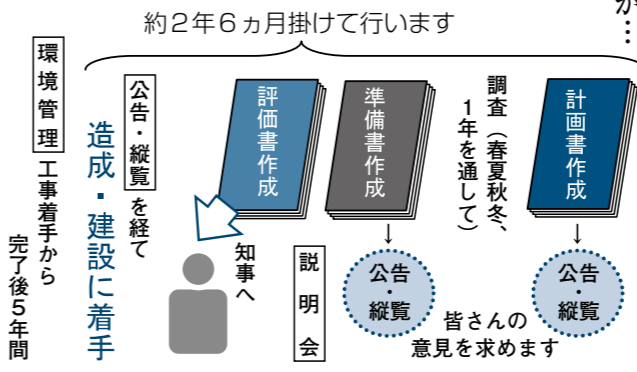 が…
約2年6ヵ月掛けて行います
計画書作成
公告・縦覧
調査（春夏秋冬、
1年を通して）
準備書作成
公告・縦覧
皆さんの
意見を求めます
説明会
評価書作成
知事へ
公告・縦覧を経て
造成・建設に着手
環境管理 工事着手から
完了後5年間